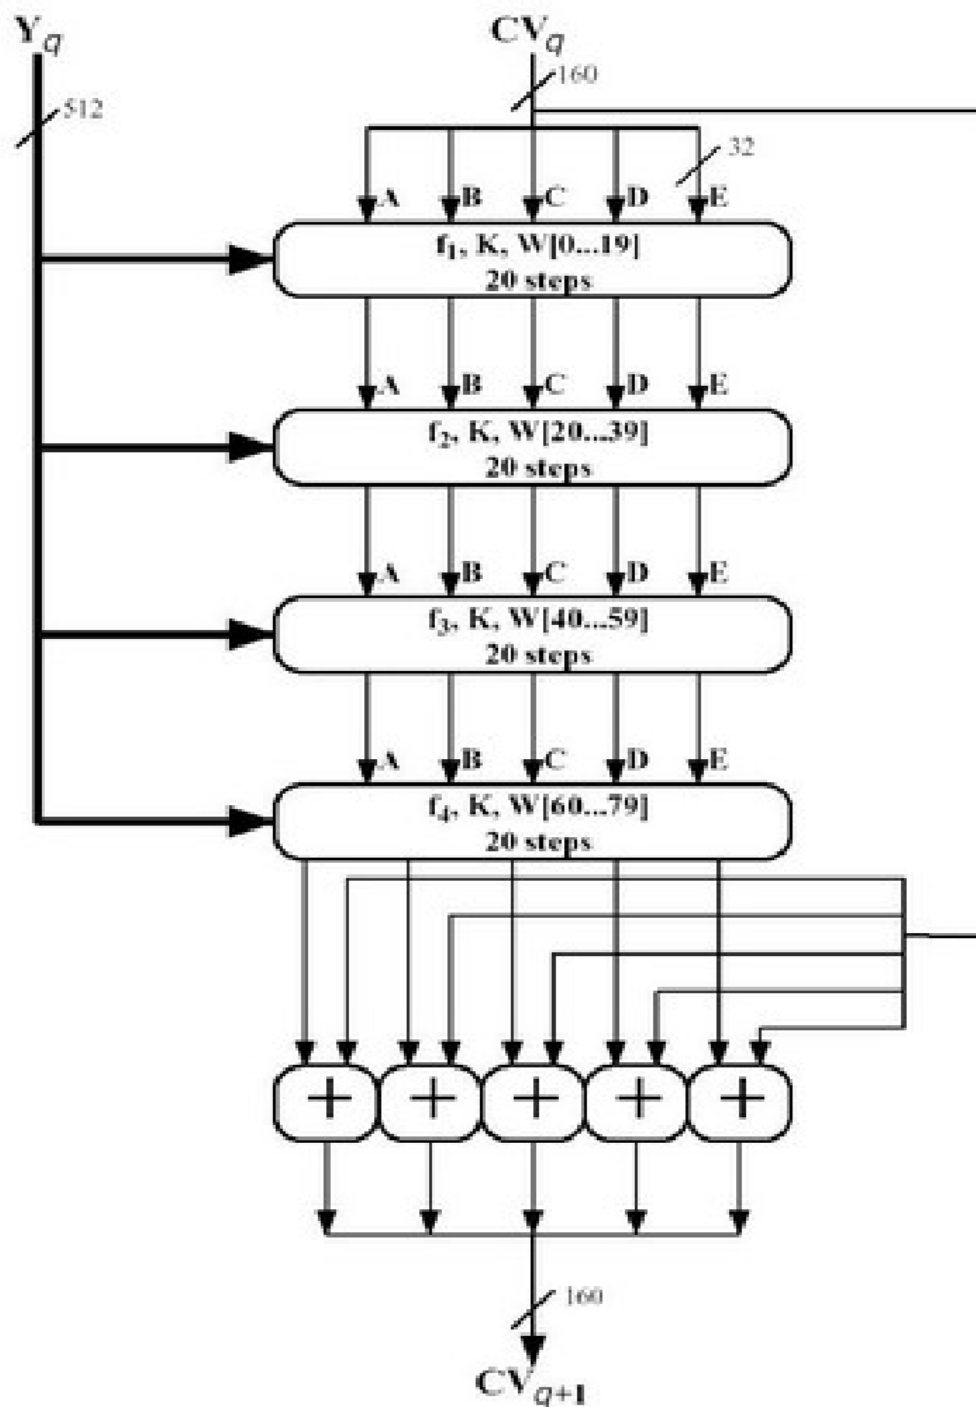 Yq CVq
160
512
32
A B C D E
f1, K, W[0...19]
20 steps
A B C D E
f2, K, W[20...39]
20 steps
A B C D E
f3, K, W[40...59]
20 steps
A B C D E
f4, K, W[60...79]
20 steps
+ + + + +
160
CVq+1